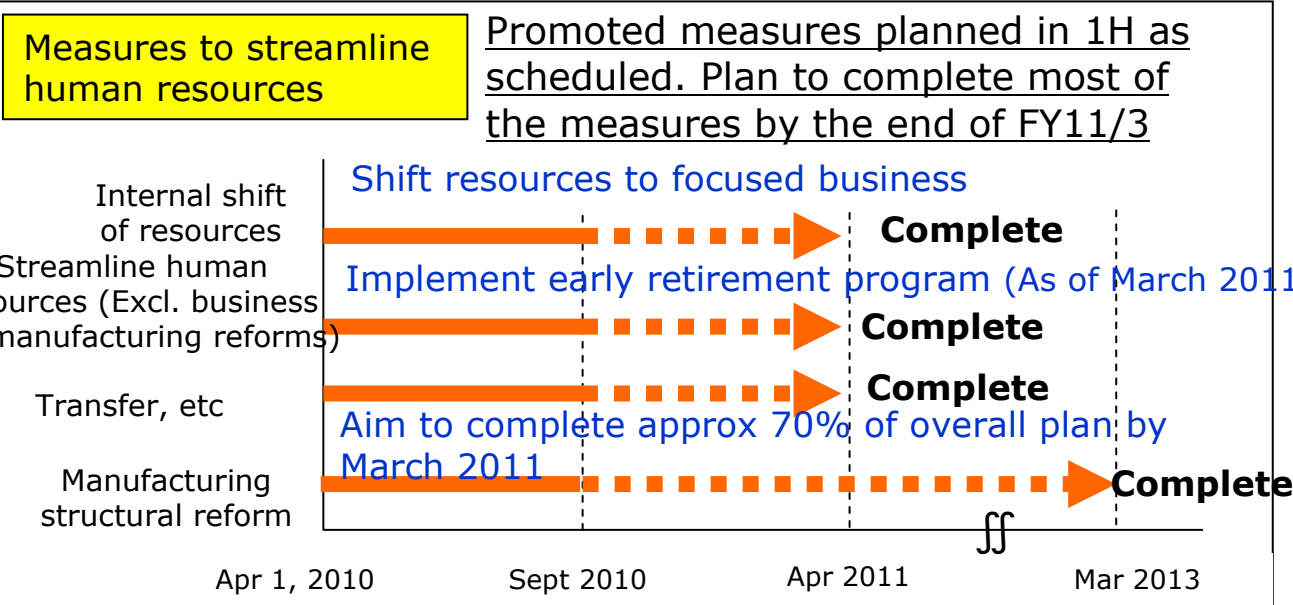 Measures to streamline
human resources
Promoted measures planned in 1H as
scheduled. Plan to complete most of
the measures by the end of FY11/3
Shift resources to focused business
Internal shift
of resources
Complete
Streamline human
(Excl. business
manufacturing reforms)
Implement early retirement program (As of March 2011
Complete
Transfer, etc
Complete
Aim to complete approx 70% of overall plan by
March 2011
Manufacturing
structural reform
Complete
Apr 1, 2010
Sept 2010
Apr 2011
Mar 2013